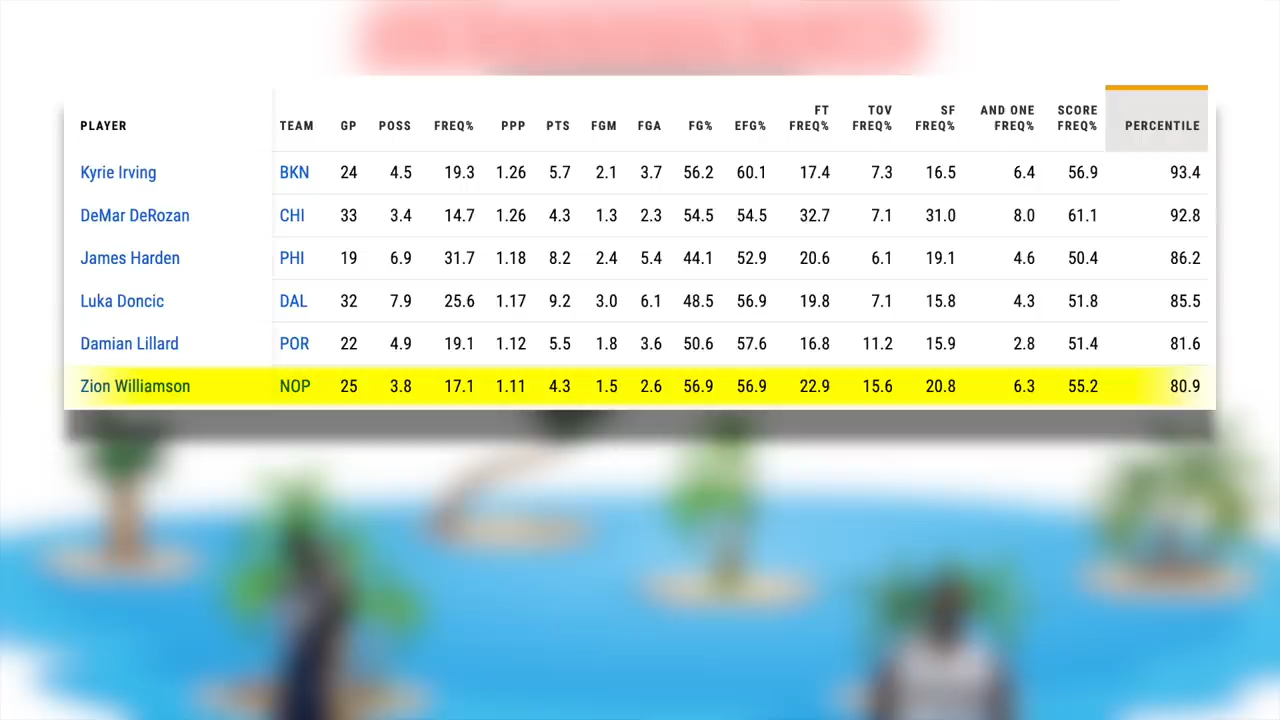 PLAYER TEAM GP POSS FREQ% PPP PTS FGM FGA FG% EFG% FT FREQ% TOV FREQ% SF FREQ% AND ONE FREQ% SCORE FREQ% PERCENTILE
Kyrie Irving BKN 24 4.5 19.3 1.26 5.7 2.1 3.7 56.2 60.1 17.4 7.3 16.5 6.4 56.9 93.4
DeMar DeRozan CHI 33 3.4 14.7 1.26 4.3 1.3 2.3 54.5 54.5 32.7 7.1 31.0 8.0 61.1 92.8
James Harden PHI 19 6.9 31.7 1.18 8.2 2.4 5.4 44.1 52.9 20.6 6.1 19.1 4.6 50.4 86.2
Luka Doncic DAL 32 7.9 25.6 1.17 9.2 3.0 6.1 48.5 56.9 19.8 7.1 15.8 4.3 51.8 85.5
Damian Lillard POR 22 4.9 19.1 1.12 5.5 1.8 3.6 50.6 57.6 16.8 11.2 15.9 2.8 51.4 81.6
Zion Williamson NOP 25 3.8 17.1 1.11 4.3 1.5 2.6 56.9 56.9 22.9 15.6 20.8 6.3 55.2 80.9